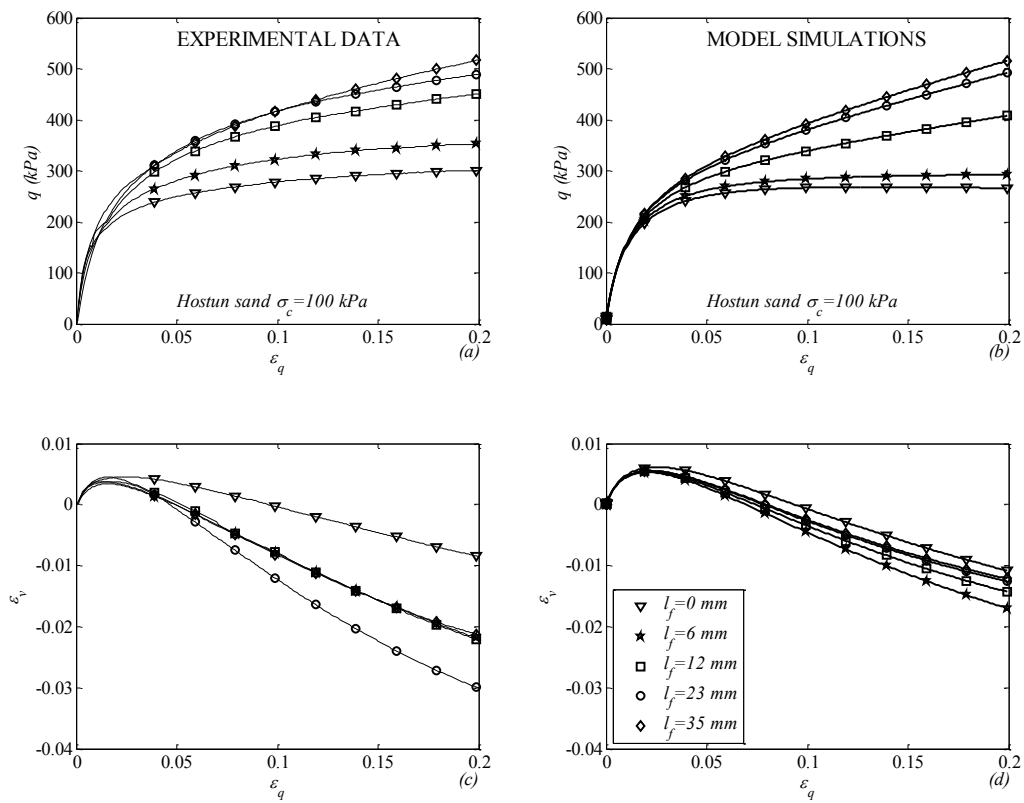 EXPERIMENTAL DATA
600
500
400
300
200
100
0
q (kPa)
Hostun sand σc=100 kPa
0
0.05
0.1
0.15
0.2
εq
(a)
MODEL SIMULATIONS
600
500
400
300
200
100
0
q (kPa)
Hostun sand σc=100 kPa
0
0.05
0.1
0.15
0.2
εq
(b)
0.01
0
-0.01
-0.02
-0.03
-0.04
εv
0
0.05
0.1
0.15
0.2
εq
(c)
0.01
0
-0.01
-0.02
-0.03
-0.04
εv
lf=0 mm
lf=6 mm
lf=12 mm
lf=23 mm
lf=35 mm
0
0.05
0.1
0.15
0.2
εq
(d)